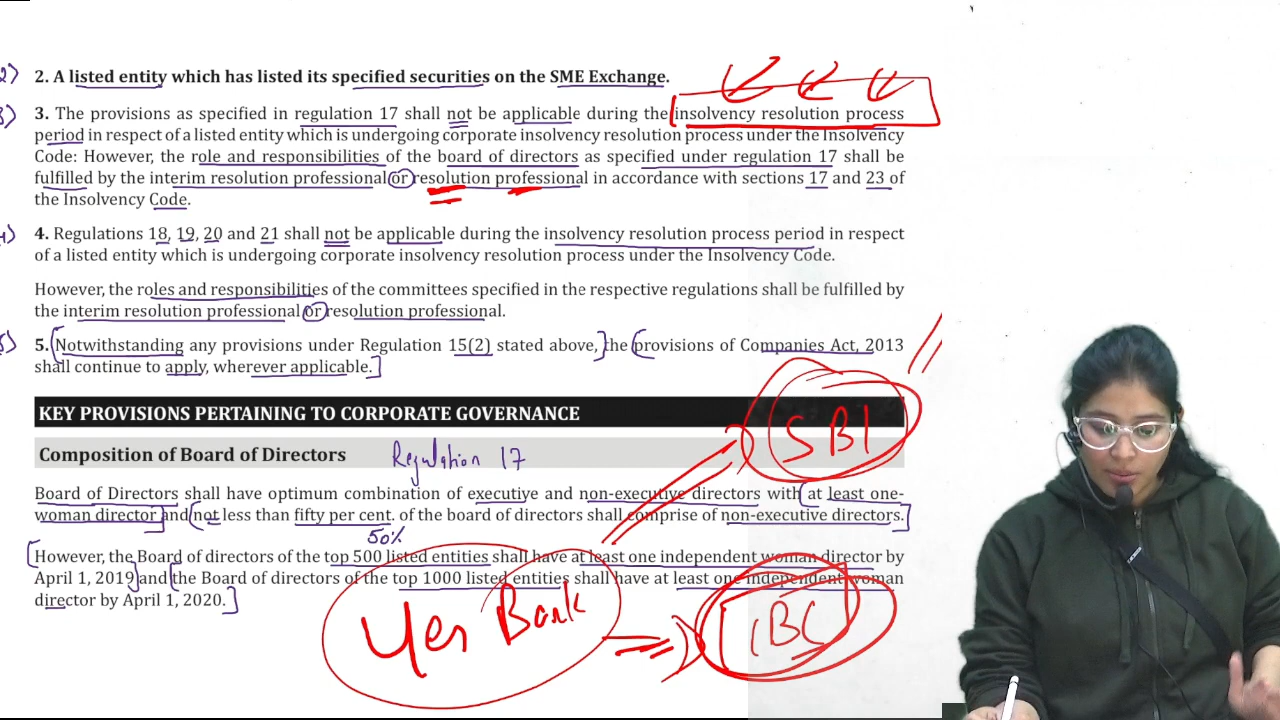 2) 2. A listed entity which has listed its specified securities on the SME Exchange.
3) 3. The provisions as specified in regulation 17 shall not be applicable during the insolvency resolution process
period in respect of a listed entity which is undergoing corporate insolvency resolution process under the Insolvency
Code: However, the role and responsibilities of the board of directors as specified under regulation 17 shall be
fulfilled by the interim resolution professional or resolution professional in accordance with sections 17 and 23 of
the Insolvency Code.
4) 4. Regulations 18, 19, 20 and 21 shall not be applicable during the insolvency resolution process period in respect
of a listed entity which is undergoing corporate insolvency resolution process under the Insolvency Code.
However, the roles and responsibilities of the committees specified in the respective regulations shall be fulfilled by
the interim resolution professional or resolution professional.
5) 5. Notwithstanding any provisions under Regulation 15(2) stated above, the provisions of Companies Act, 2013
shall continue to apply, wherever applicable.
KEY PROVISIONS PERTAINING TO CORPORATE GOVERNANCE
SBI
Composition of Board of Directors Regulation 17
Board of Directors shall have optimum combination of executive and non-executive directors with at least one-
woman director and not less than fifty per cent. of the board of directors shall comprise of non-executive directors.
50%
However, the Board of directors of the top 500 listed entities shall have at least one independent woman director by
April 1, 2019 and the Board of directors of the top 1000 listed entities shall have at least one independent woman
director by April 1, 2020.
Yes Bank
IBC